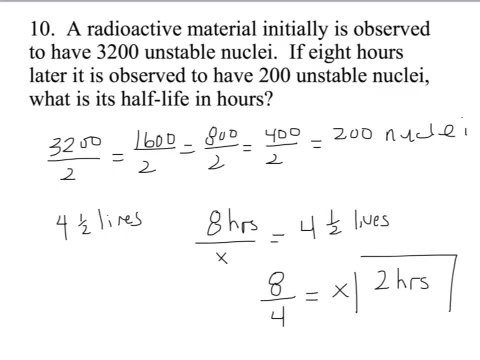 10. A radioactive material initially is observed
to have 3200 unstable nuclei. If eight hours
later it is observed to have 200 unstable nuclei,
what is its half-life in hours?
3200/2 = 1600/2 = 800/2 = 400/2 = 200 nuclei
4 ½ lives
8 hrs/x = 4 ½ lives
8/4 = x
2 hrs